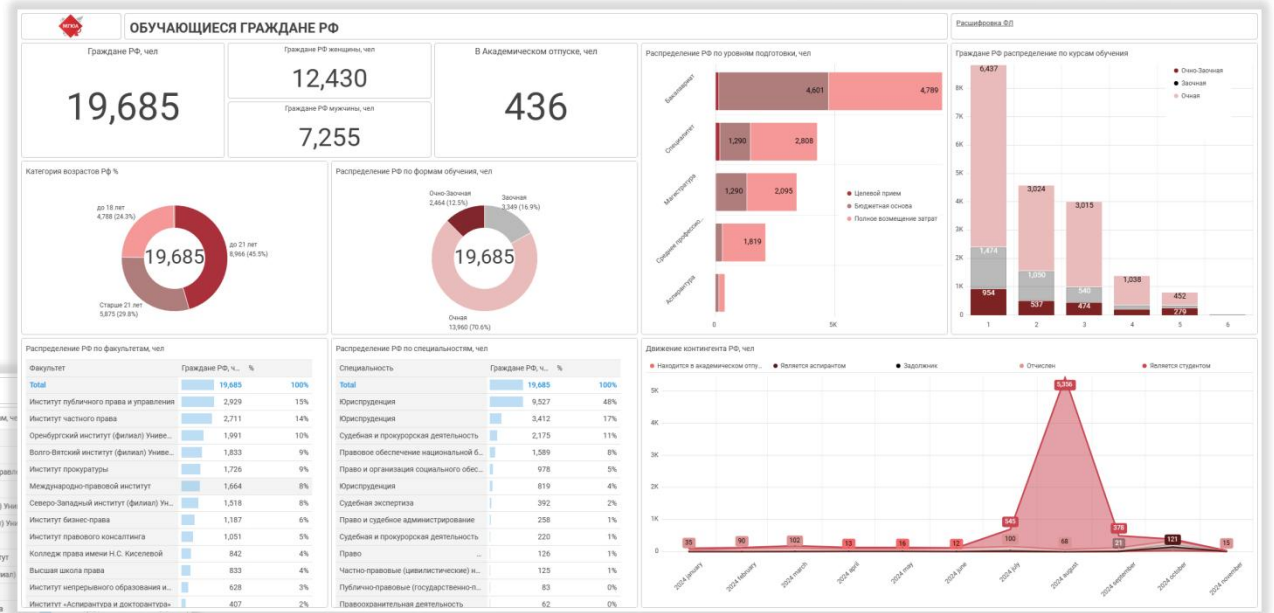 МГЮА
ОБУЧАЮЩИЕСЯ ГРАЖДАНЕ РФ
Расшифровка ФЛ
Граждане РФ, чел
19,685
Граждане РФ женщины, чел
12,430
Граждане РФ мужчины, чел
7,255
В Академическом отпуске, чел
436
Категория возрастов Рф %
до 18 лет
4,788 (24.3%)
до 21 лет
8,966 (45.5%)
19,685
Старше 21 лет
5,875 (29.8%)
Распределение РФ по формам обучения, чел
Очно-Заочная
2,464 (12.5%)
Заочная
3,349 (16.9%)
19,685
Очная
13,960 (70.6%)
Распределение РФ по уровням подготовки, чел
Бакалавриат
4,601
4,789
Специалитет
1,290
2,808
Магистратура
1,290
2,095
Среднее профессио...
1,819
Аспирантура
Целевой прием
Бюджетная основа
Полное возмещение затрат
0
5K
Граждане РФ распределение по курсам обучения
Очно-Заочная
Заочная
Очная
8K
7K
6K
5K
4K
3K
2K
1K
0
6,437
1,474
954
3,024
1,050
537
3,015
540
474
1,038
452
279
1 2 3 4 5 6
Распределение РФ по факультетам, чел
Факультет Граждане РФ, ч... %
Total 19,685 100%
Институт публичного права и управления 2,929 15%
Институт частного права 2,711 14%
Оренбургский институт (филиал) Униве... 1,991 10%
Волго-Вятский институт (филиал) Униве... 1,833 9%
Институт прокуратуры 1,726 9%
Международно-правовой институт 1,664 8%
Северо-Западный институт (филиал) Ун... 1,518 8%
Институт бизнес-права 1,187 6%
Институт правового консалтинга 1,051 5%
Колледж права имени Н.С. Киселевой 842 4%
Высшая школа права 833 4%
Институт непрерывного образования и... 628 3%
Институт «Аспирантура и докторантура» 407 2%
Распределение РФ по специальностям, чел
Специальность Граждане РФ, ч... %
Total 19,685 100%
Юриспруденция 9,527 48%
Юриспруденция 3,412 17%
Судебная и прокурорская деятельность 2,175 11%
Правовое обеспечение национальной б... 1,589 8%
Право и организация социального обес... 978 5%
Юриспруденция 819 4%
Судебная экспертиза 392 2%
Право и судебное администрирование 258 1%
Судебная и прокурорская деятельность 220 1%
Право ... 126 1%
Частно-правовые (цивилистические) н... 125 1%
Публично-правовые (государственно-п... 83 0%
Правоохранительная деятельность 62 0%
Движение контингента РФ, чел
Находится в академическом отпу... Является аспирантом Задолжник Отчислен Является студентом
5K
4K
3K
2K
1K
0
35
90
102
13
16
12
545
100
5,356
68
378
21
121
15
2024 january
2024 february
2024 march
2024 april
2024 may
2024 june
2024 july
2024 august
2024 september
2024 october
2024 november